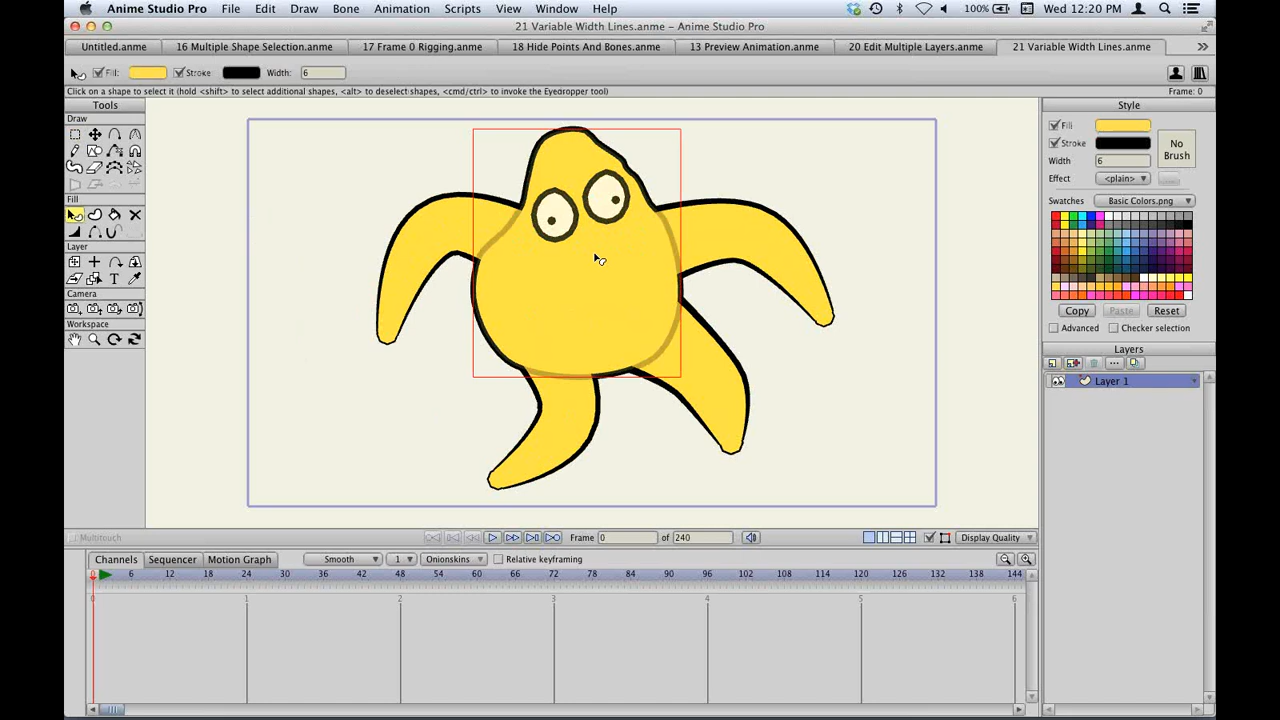 Anime Studio Pro File Edit Draw Bone Animation Scripts View Window Help 100% Wed 12:20 PM
21 Variable Width Lines.anme - Anime Studio Pro
Untitled.anme 16 Multiple Shape Selection.anme 17 Frame 0 Rigging.anme 18 Hide Points And Bones.anme 13 Preview Animation.anme 20 Edit Multiple Layers.anme 21 Variable Width Lines.anme
Fill: Stroke Width: 6
Click on a shape to select it (hold <shift> to select additional shapes, <alt> to deselect shapes, <cmd/ctrl> to invoke the Eyedropper tool) Frame: 0
Tools
Draw
Fill
Layer
Camera
Workspace
Style
Fill
Stroke
Width 6
No Brush
Effect <plain>
Swatches Basic Colors.png
Copy Paste Reset
Advanced Checker selection
Layers
Layer 1
Multitouch Frame 0 of 240 Display Quality
Channels Sequencer Motion Graph Smooth 1 Onionskins Relative keyframing
0 6 12 18 24 30 36 42 48 54 60 66 72 78 84 90 96 102 108 114 120 126 132 138 144
0 1 2 3 4 5 6